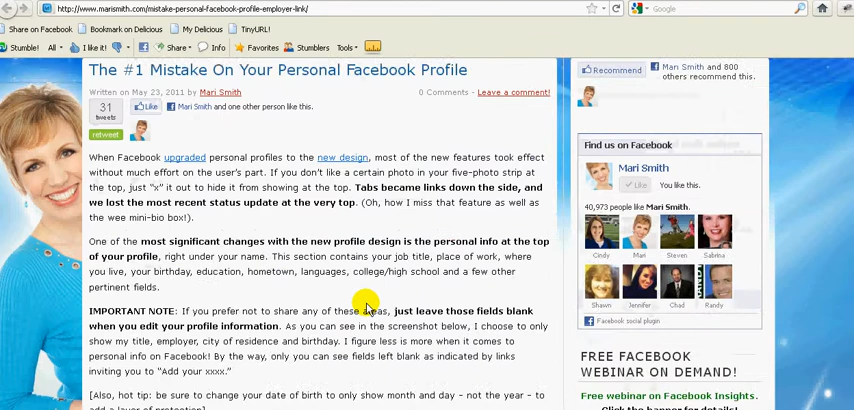 http://www.marismith.com/mistake-personal-facebook-profile-employer-link/
Google
Share on Facebook Bookmark on Delicious My Delicious TinyURL!
Stumble! All I like it! Share Info Favorites Stumblers Tools
The #1 Mistake On Your Personal Facebook Profile
Written on May 23, 2011 by Mari Smith
0 Comments - Leave a comment!
31
tweets
retweet
Like Mari Smith and one other person like this.
When Facebook upgraded personal profiles to the new design, most of the new features took effect
without much effort on the user's part. If you don't like a certain photo in your five-photo strip at
the top, just "x" it out to hide it from showing at the top. Tabs became links down the side, and
we lost the most recent status update at the very top. (Oh, how I miss that feature as well as
the wee mini-bio box!).
One of the most significant changes with the new profile design is the personal info at the top
of your profile, right under your name. This section contains your job title, place of work, where
you live, your birthday, education, hometown, languages, college/high school and a few other
pertinent fields.
IMPORTANT NOTE: If you prefer not to share any of these areas, just leave those fields blank
when you edit your profile information. As you can see in the screenshot below, I choose to only
show my title, employer, city of residence and birthday. I figure less is more when it comes to
personal info on Facebook! By the way, only you can see fields left blank as indicated by links
inviting you to "Add your xxxx."
[Also, hot tip: be sure to change your date of birth to only show month and day - not the year - to
add a layer of protection]
Recommend Mari Smith and 800
others recommend this.
Find us on Facebook
Mari Smith
Like You like this.
40,973 people like Mari Smith.
Cindy Mari Steven Sabrina
Shawn Jennifer Chad Randy
Facebook social plugin
FREE FACEBOOK
WEBINAR ON DEMAND!
Free webinar on Facebook Insights.
Click the banner for details!